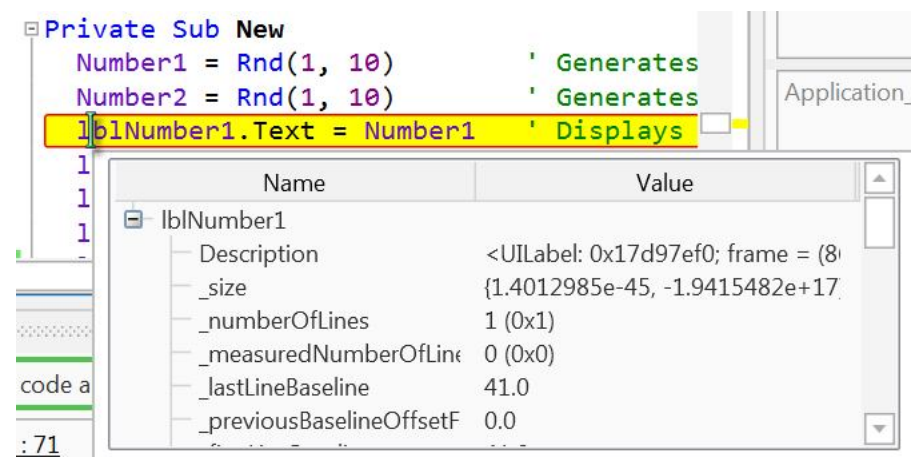 Private Sub New
Number1 = Rnd(1, 10) ' Generates
Number2 = Rnd(1, 10) ' Generates
lblNumber1.Text = Number1 ' Displays
Application_
l
l
l
Name Value
lblNumber1
Description <UILabel: 0x17d97ef0; frame = (8
_size {1.4012985e-45, -1.9415482e+17
_numberOfLines 1 (0x1)
_measuredNumberOfLine 0 (0x0)
_lastLineBaseline 41.0
_previousBaselineOffsetF 0.0
code a
: 71